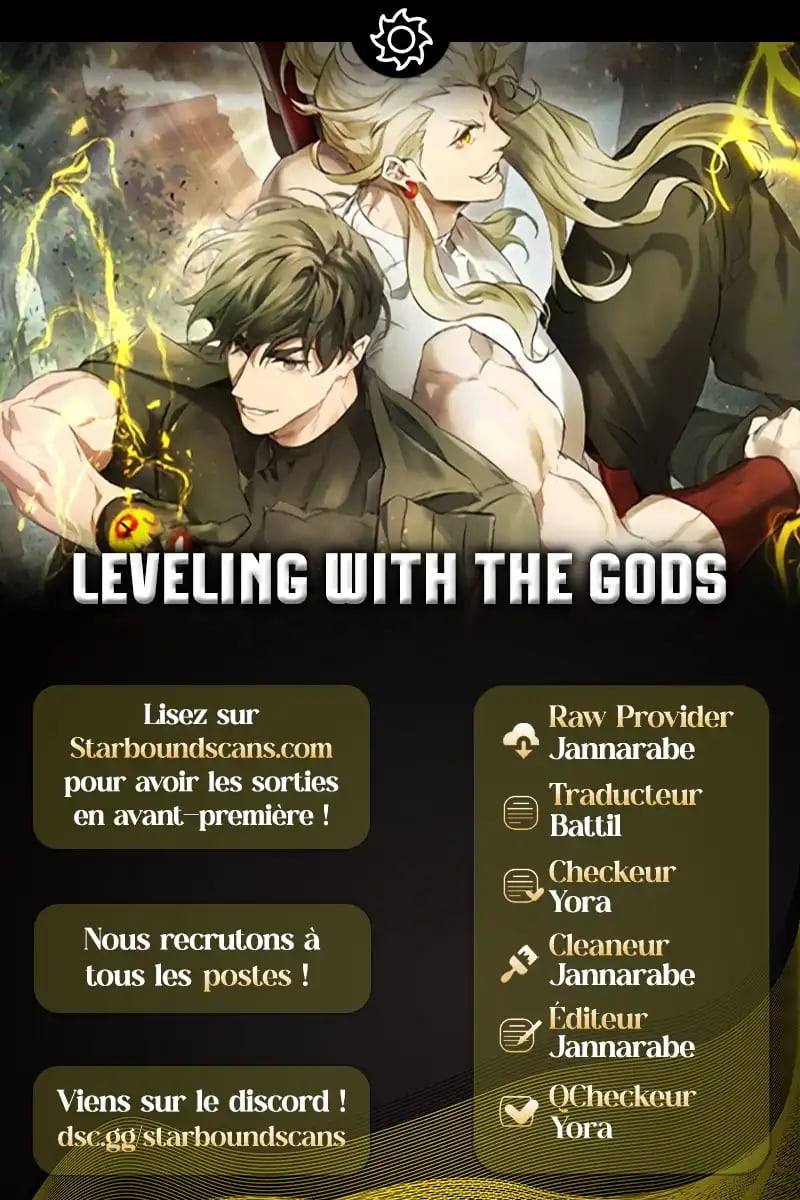 LEVELING WITH THE GODS
Lisez sur
Starboundscans.com
pour avoir les sorties
en avant-première !
Nous recrutons à
tous les postes !
Viens sur le discord !
dsc.gg/starboundscans
Raw Provider
Jannarabe
Traducteur
Battil
Checkeur
Yora
Cleaneur
Jannarabe
Éditeur
Jannarabe
QCheckeur
Yora